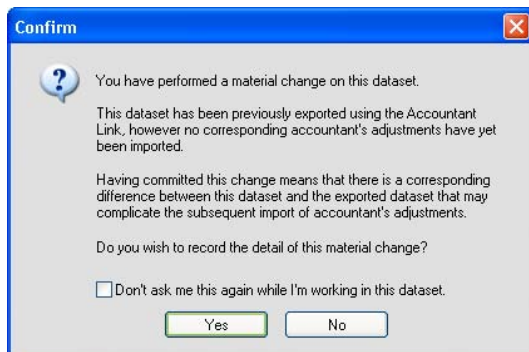 Confirm
You have performed a material change on this dataset.
This dataset has been previously exported using the Accountant
Link, however no corresponding accountant's adjustments have yet
been imported.
Having committed this change means that there is a corresponding
difference between this dataset and the exported dataset that may
complicate the subsequent import of accountant's adjustments.
Do you wish to record the detail of this material change?
Don't ask me this again while I'm working in this dataset.
Yes No